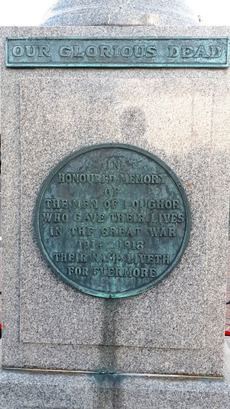 OUR GLORIOUS DEAD
IN
HONOURED MEMORY
OF
THE MEN OF LOUGHOR
WHO GAVE THEIR LIVES
IN THE GREAT WAR
1914-1918
THEIR NAME LIVETH
FOR EVERMORE